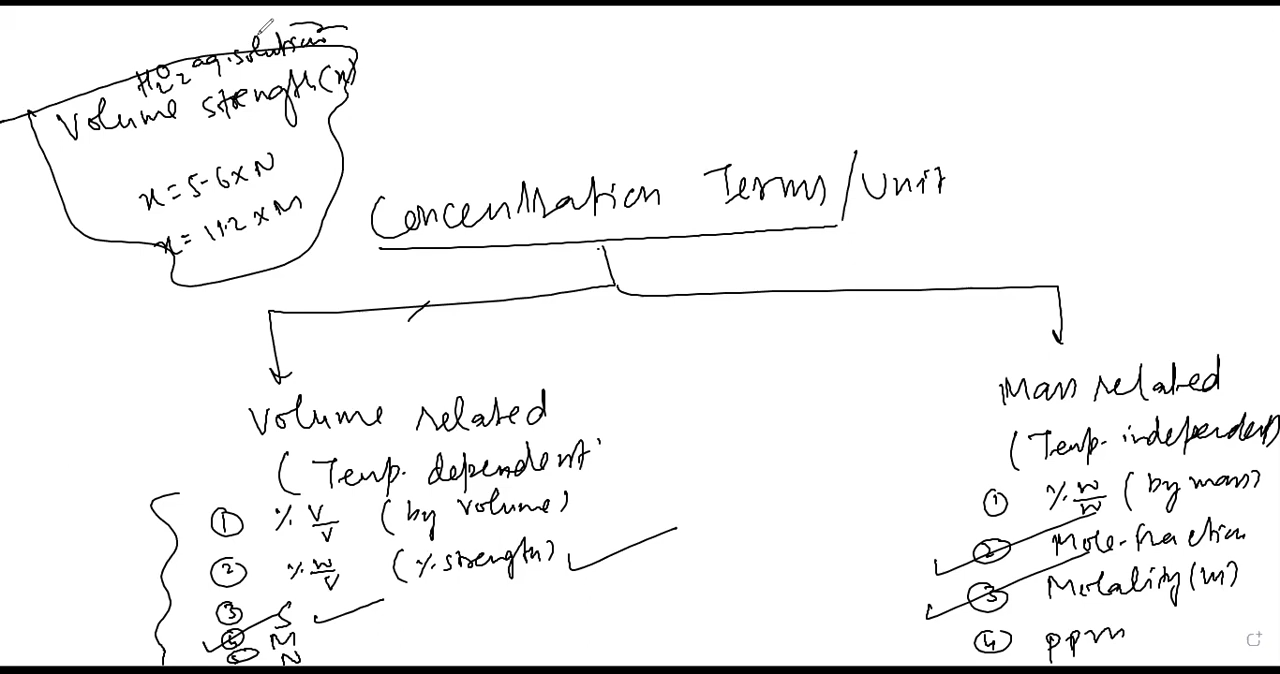 H2O2 aq. solution
Volume strength (x)
x = 5.6 x N
x = 11.2 x M
Concentration Terms/Unit
Volume related
( Temp. dependent
① % V/V (by volume)
② % w/V (% strength)
③ S
④ M
⑤ N
Mass related
( Temp. independent)
① % w/w (by mass)
② Mole-fraction
③ Molality (m)
④ ppm